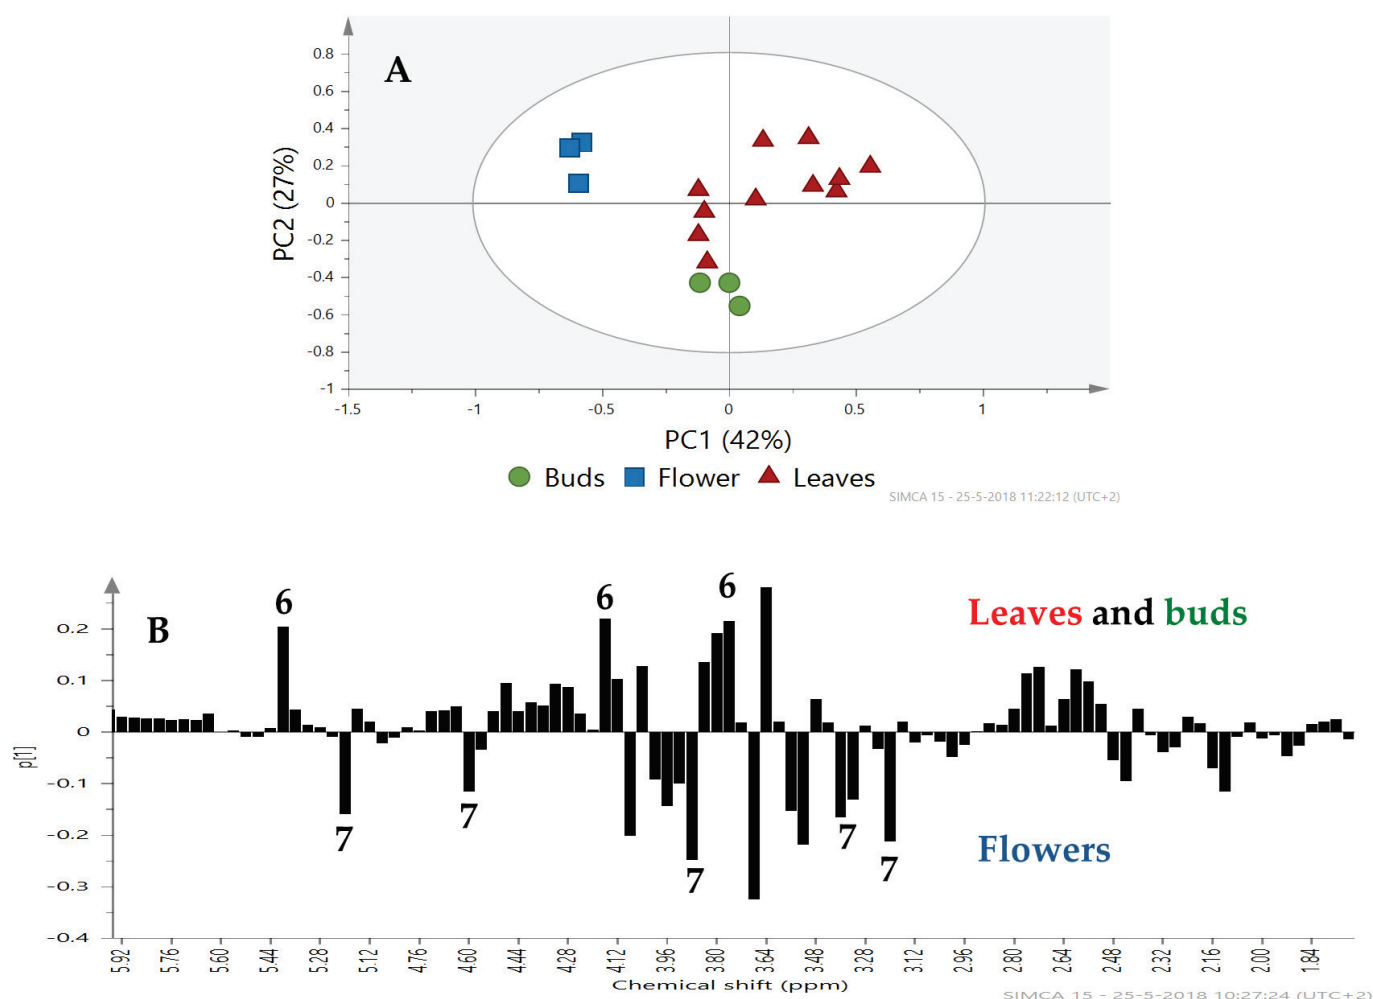 A
0.8
0.6
0.4
0.2
0
-0.2
-0.4
-0.6
-0.8
-1
PC2 (27%)
-1.5 -1 -0.5 0 0.5 1
PC1 (42%)
Buds Flower Leaves
SIMCA 15 - 25-5-2018 11:22:12 (UTC+2)
B
6 6 6
Leaves and buds
0.2
0.1
0
-0.1
-0.2
-0.3
-0.4
p[1]
7 7 7 7 7
Flowers
5.92 5.76 5.60 5.44 5.28 5.12 4.76 4.60 4.44 4.28 4.12 3.96 3.80 3.64 3.48 3.28 3.12 2.96 2.80 2.64 2.48 2.32 2.16 2.00 1.84
Chemical shift (ppm)
SIMCA 15 - 25-5-2018 10:27:24 (UTC+2)